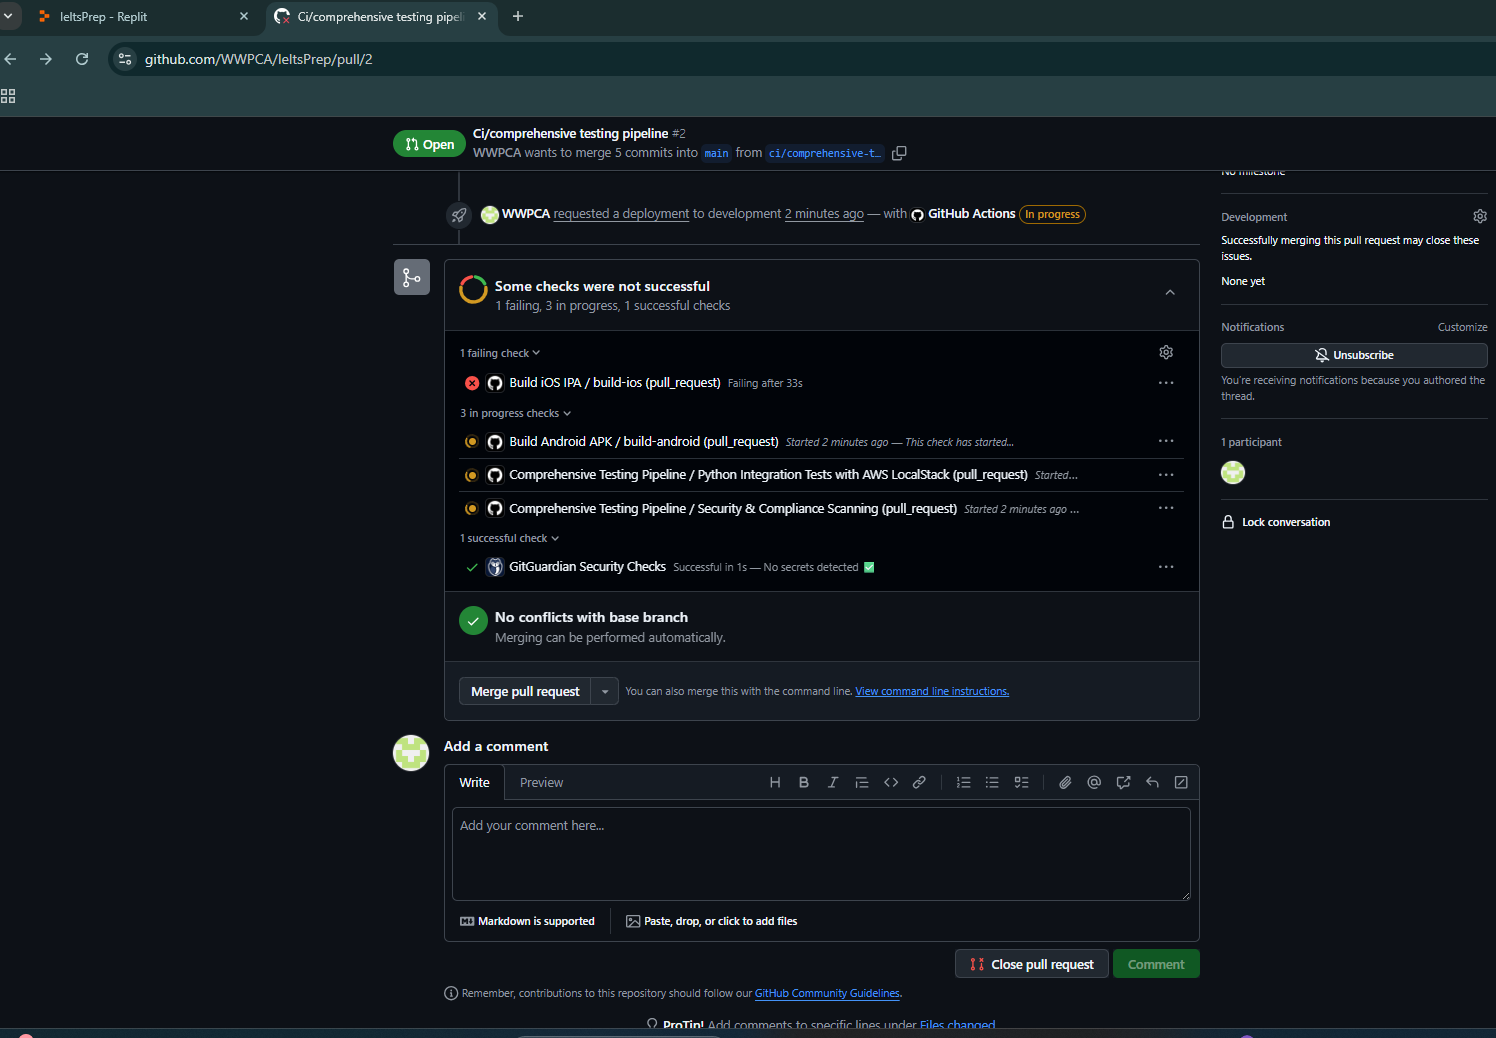 IeltsPrep - Replit
Ci/comprehensive testing pipeli
github.com/WWPCA/IeltsPrep/pull/2
Open
Ci/comprehensive testing pipeline #2
WWPCA wants to merge 5 commits into main from ci/comprehensive-t…
No milestone
WWPCA requested a deployment to development 2 minutes ago — with GitHub Actions In progress
Development
Successfully merging this pull request may close these
issues.
None yet
Some checks were not successful
1 failing, 3 in progress, 1 successful checks
Notifications
Customize
Unsubscribe
You're receiving notifications because you authored the
thread.
1 participant
Lock conversation
1 failing check
Build iOS IPA / build-ios (pull_request) Failing after 33s
3 in progress checks
Build Android APK / build-android (pull_request) Started 2 minutes ago — This check has started...
Comprehensive Testing Pipeline / Python Integration Tests with AWS LocalStack (pull_request) Started...
Comprehensive Testing Pipeline / Security & Compliance Scanning (pull_request) Started 2 minutes ago ...
1 successful check
GitGuardian Security Checks Successful in 1s — No secrets detected ✅
No conflicts with base branch
Merging can be performed automatically.
Merge pull request
You can also merge this with the command line. View command line instructions.
Add a comment
Write
Preview
Add your comment here...
Markdown is supported
Paste, drop, or click to add files
Close pull request
Comment
Remember, contributions to this repository should follow our GitHub Community Guidelines.
ProTip! Add comments to specific lines under Files changed